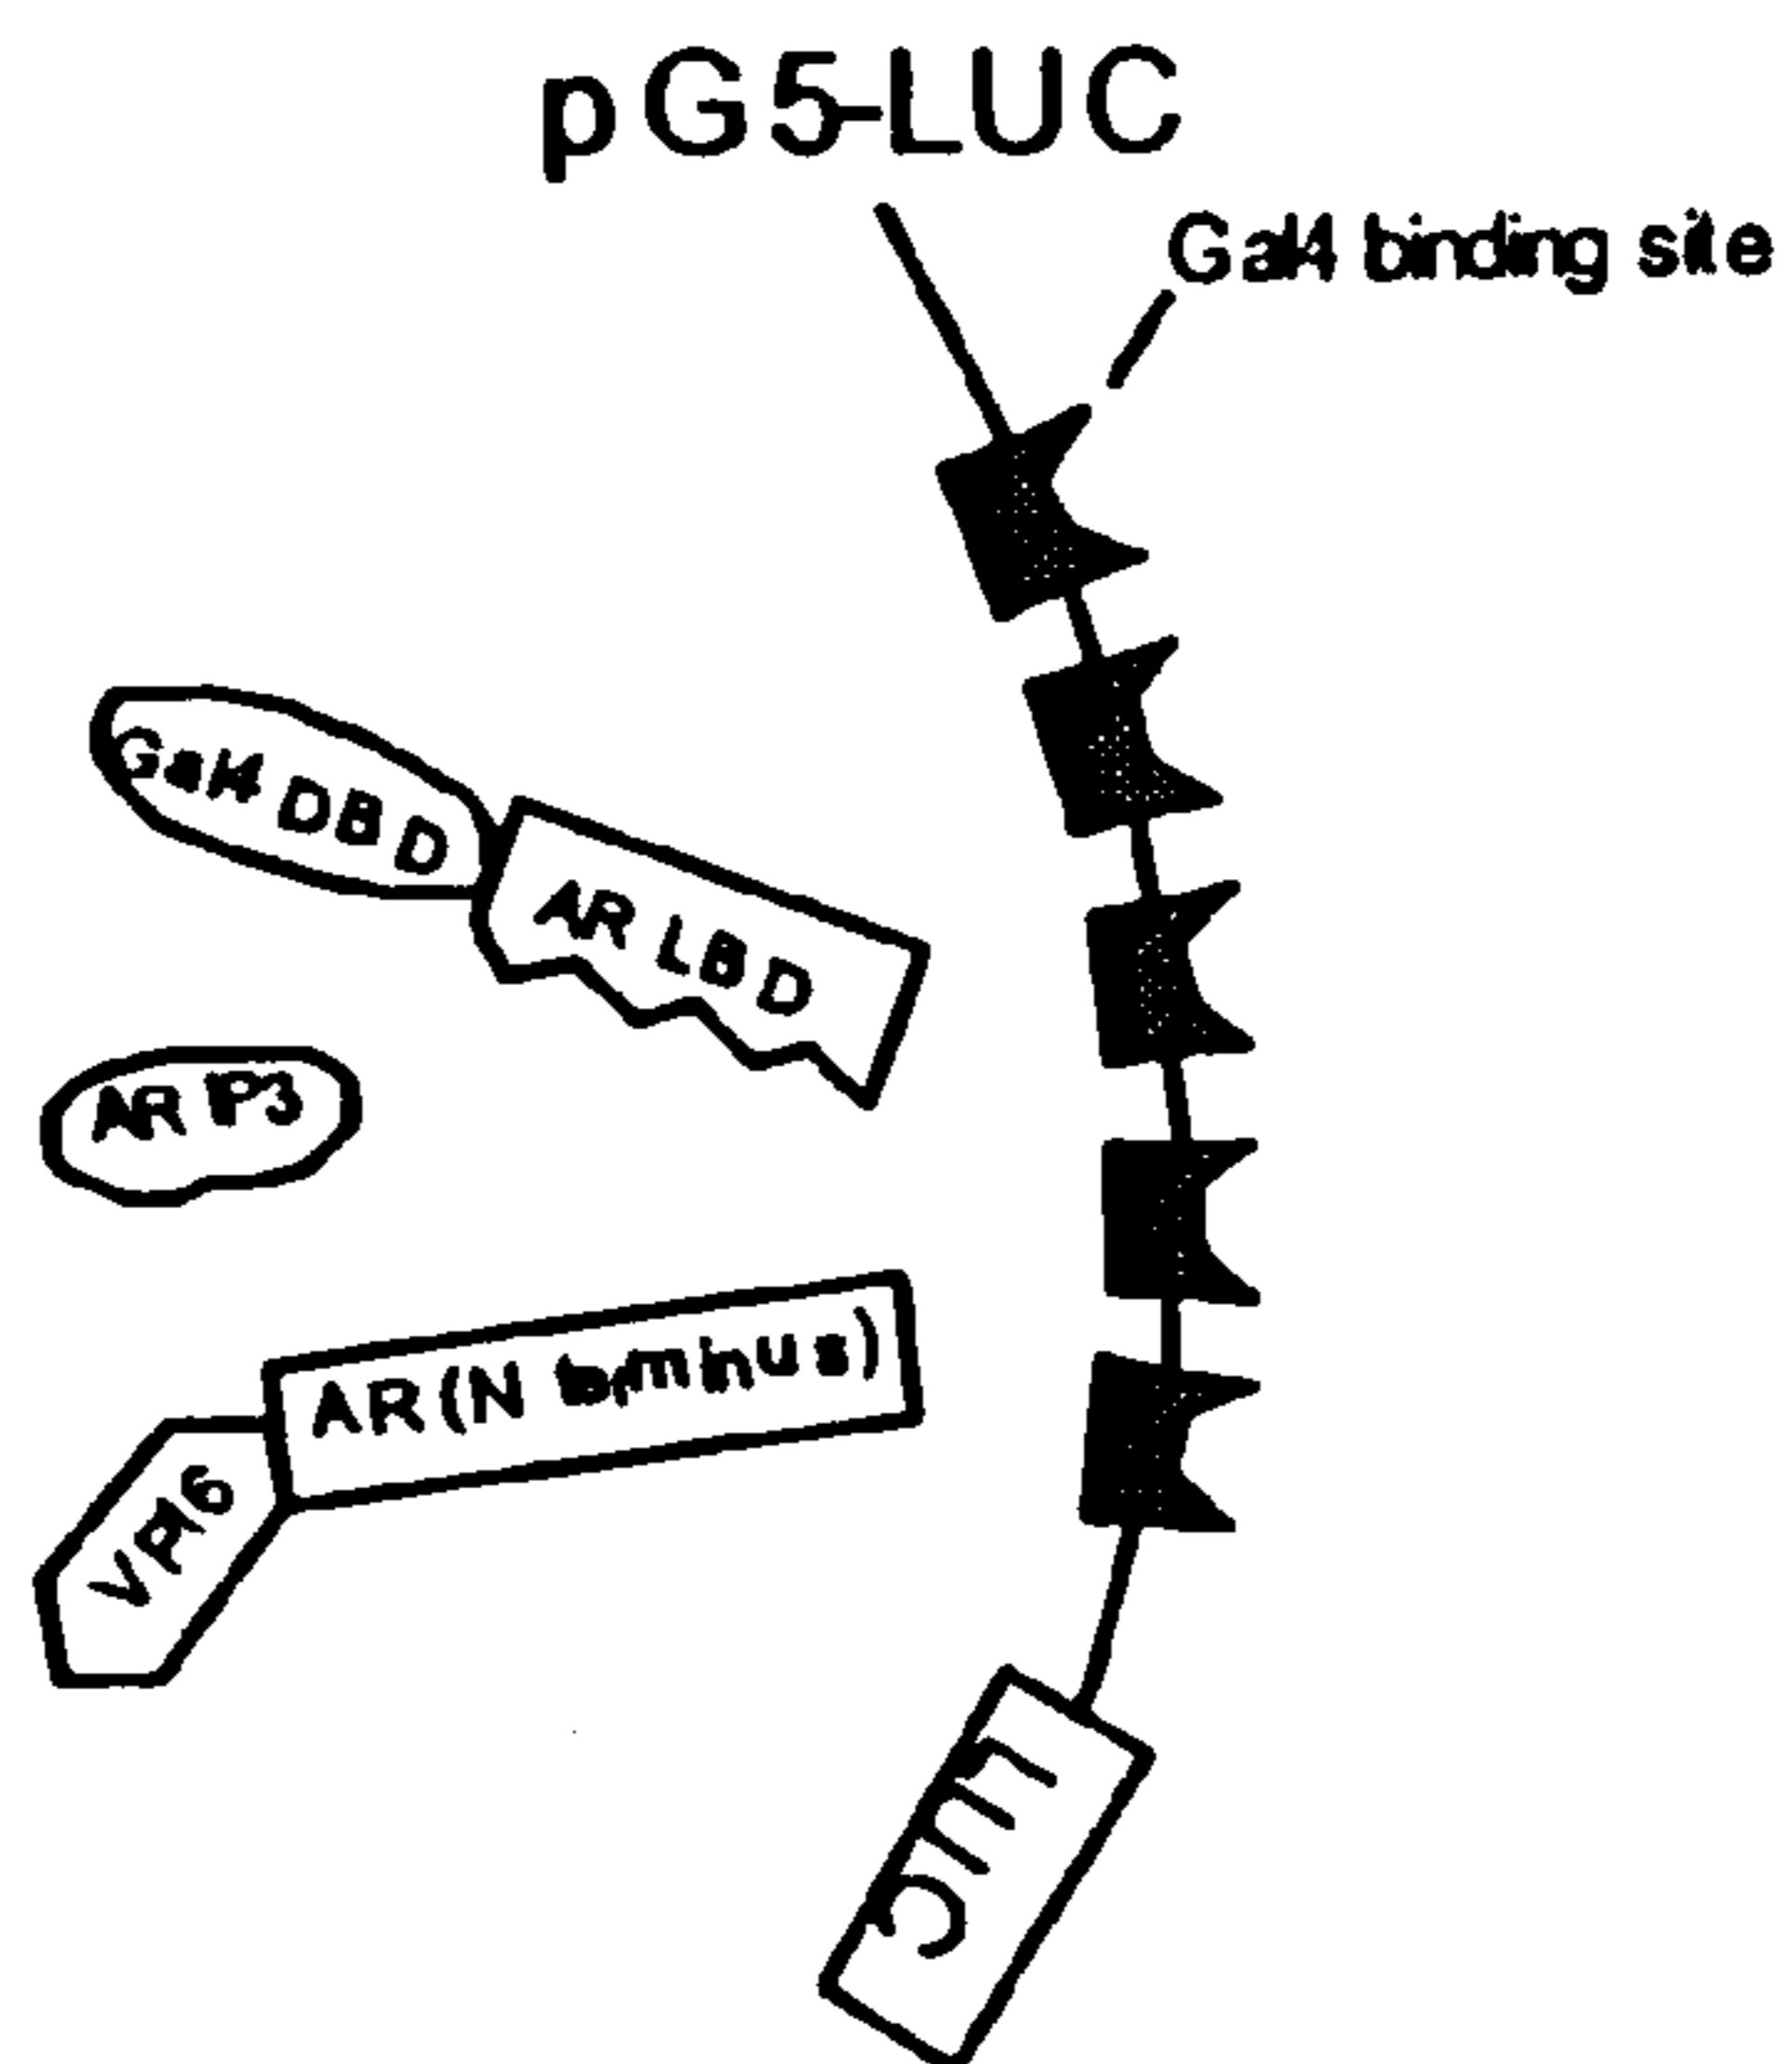 pG5-LUC
Gal4 binding site
Gal4 DBD
AR LBD
AR P3
AR (N terminus)
VP16
LUC